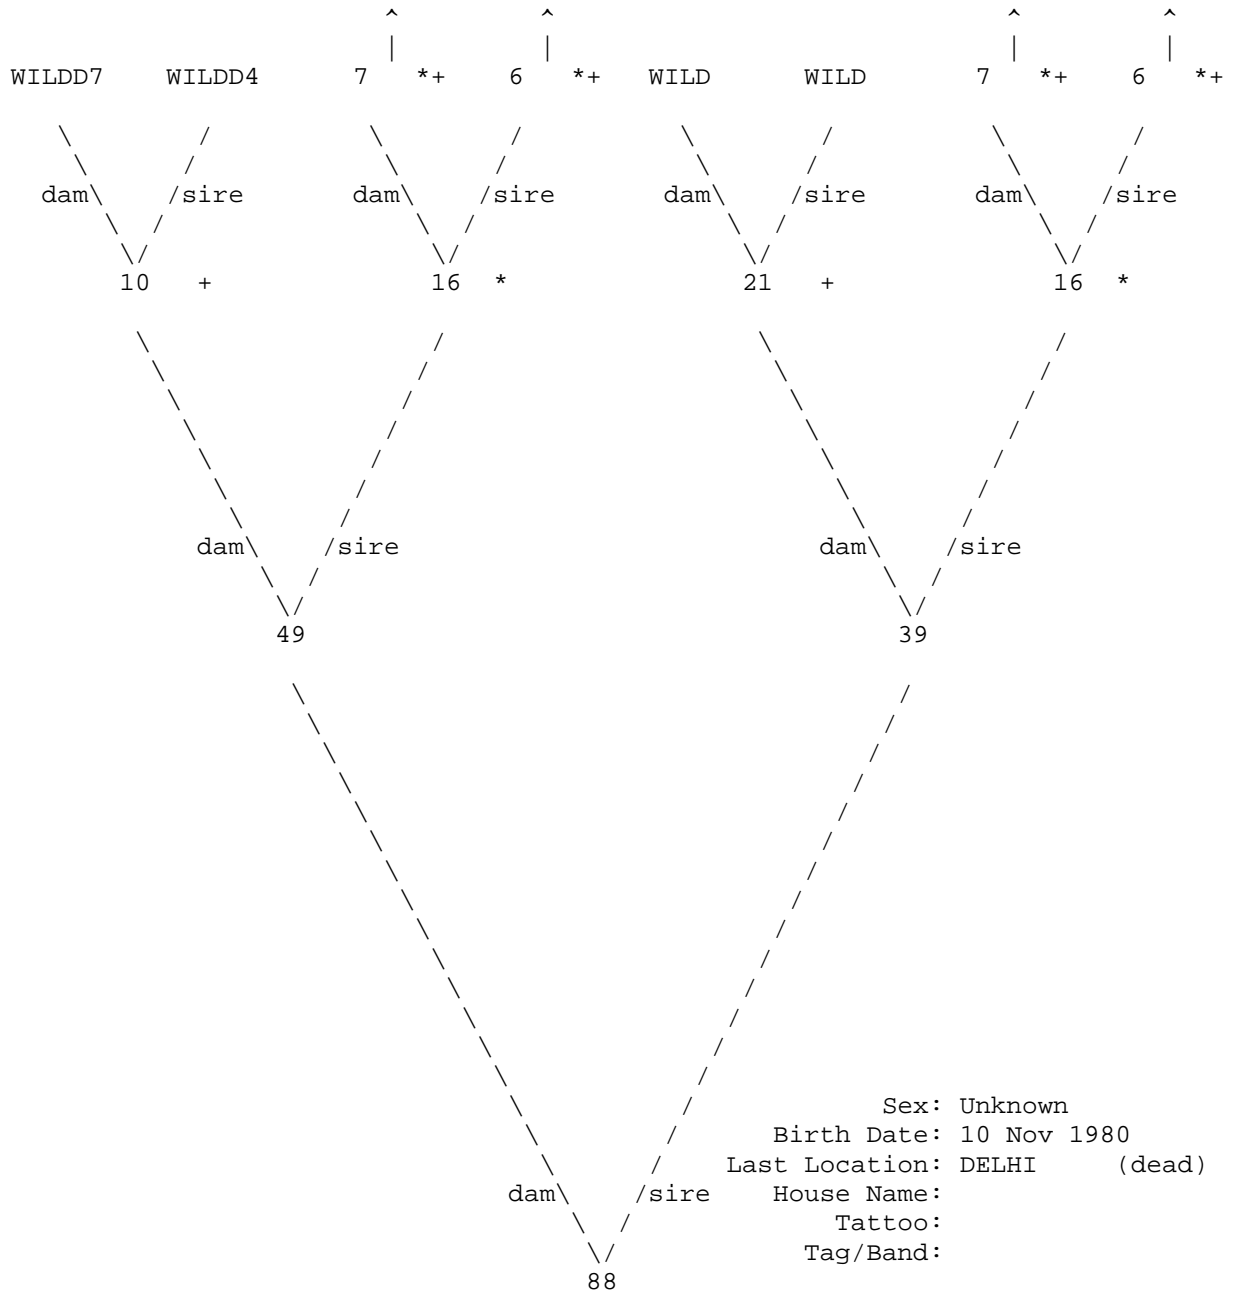 ^ ^ ^ ^
| | | |
WILDD7 WILDD4 7 *+ 6 *+ WILD WILD 7 *+ 6 *+
dam sire dam sire dam sire dam sire
10 + 16 * 21 + 16 *
dam sire dam sire
49 39
Sex: Unknown
Birth Date: 10 Nov 1980
Last Location: DELHI (dead)
dam sire House Name:
Tattoo:
Tag/Band:
88